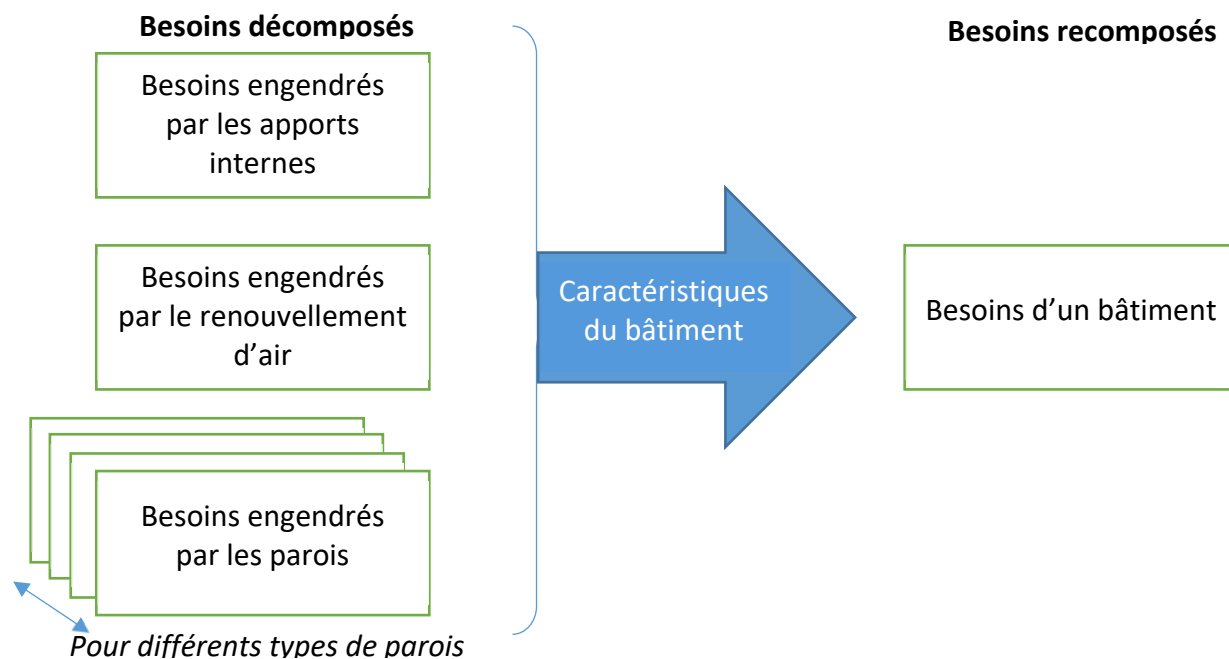 Besoins décomposés
Besoins engendrés
par les apports
internes
Besoins engendrés
par le renouvellement
d’air
Besoins engendrés
par les parois
Pour différents types de parois
Caractéristiques
du bâtiment
Besoins recomposés
Besoins d’un bâtiment